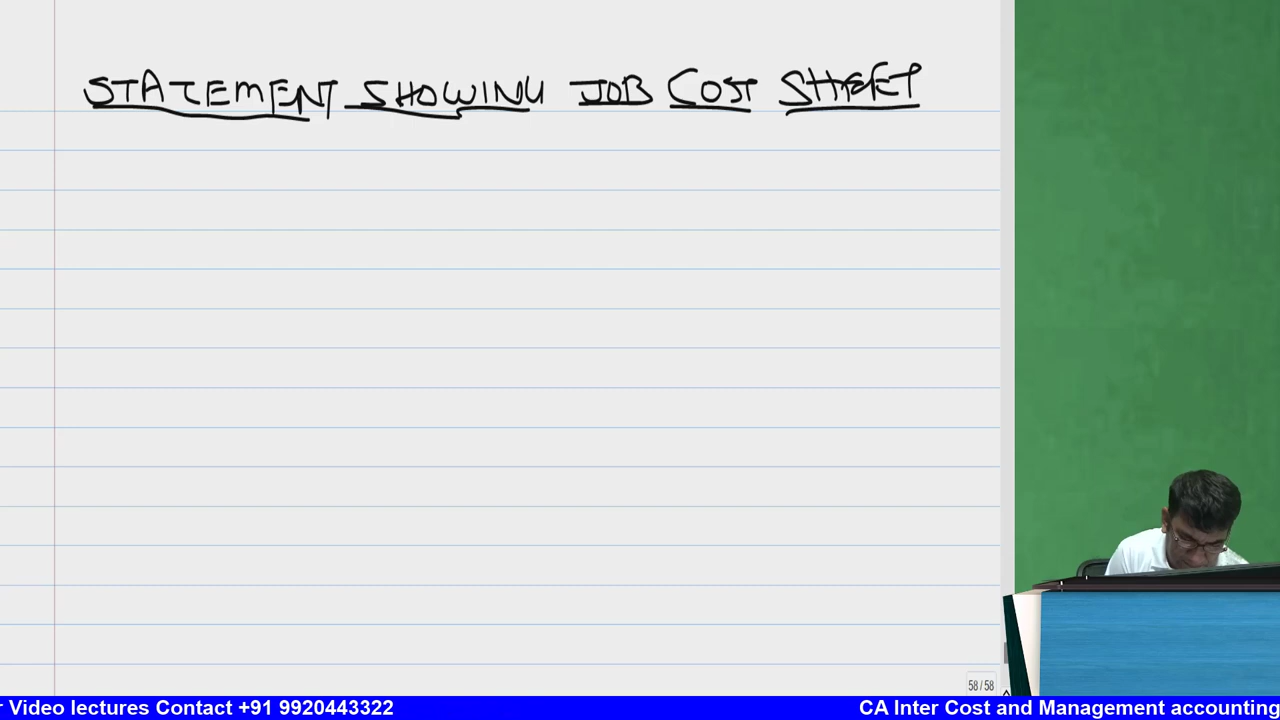 STATEMENT SHOWING JOB COST SHEET
58 / 58
r Video lectures Contact +91 9920443322
CA Inter Cost and Management accounting